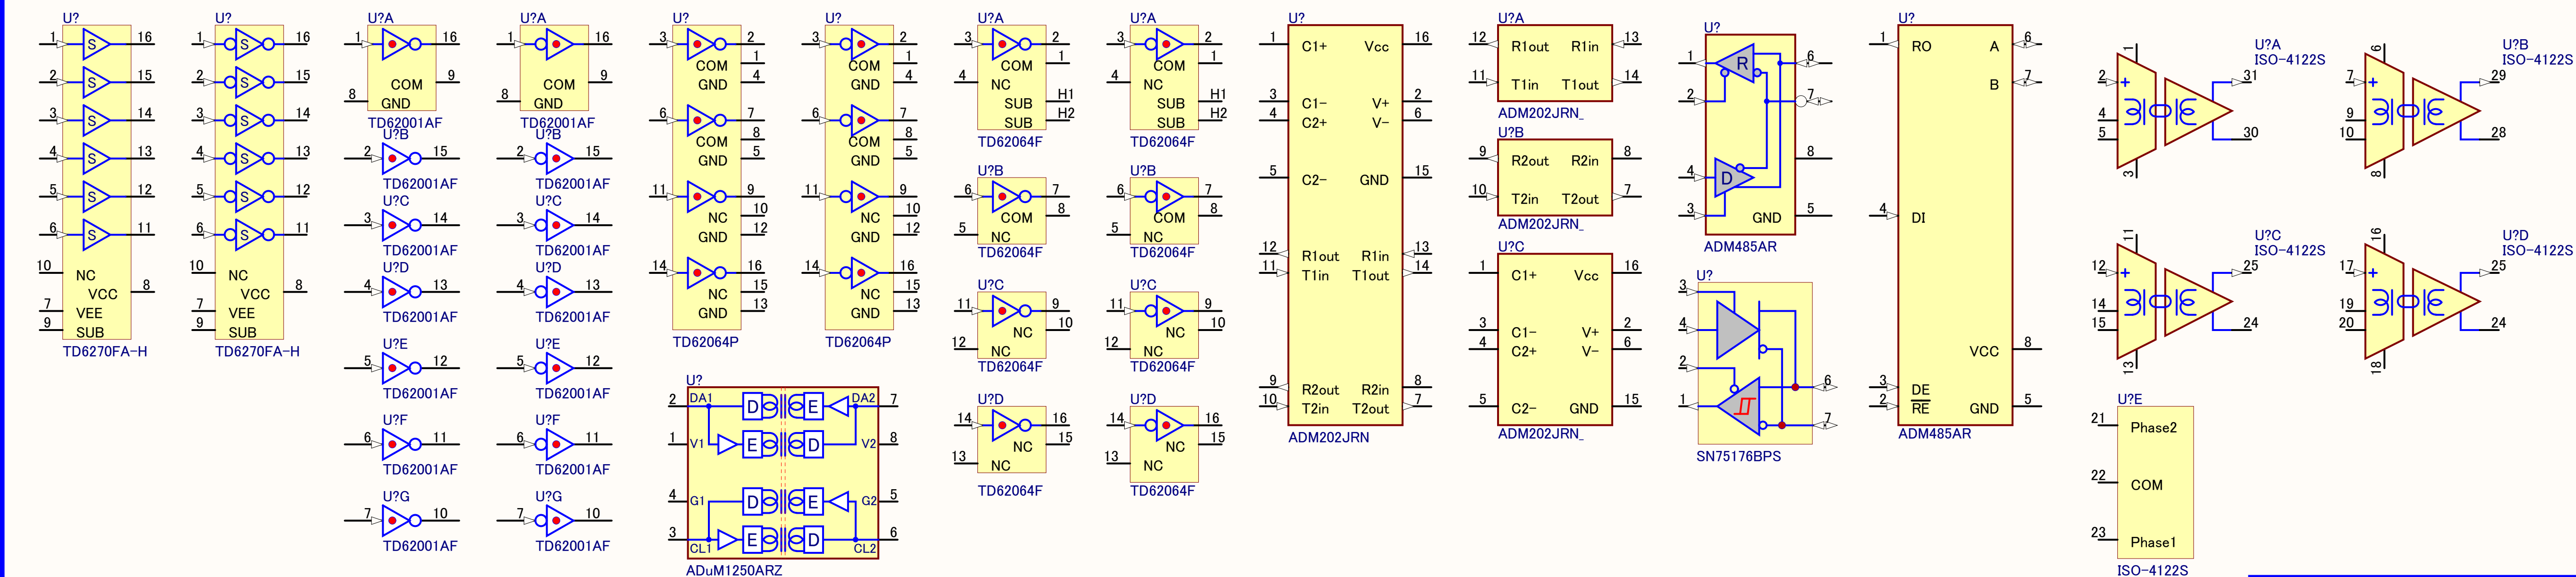 U?
1 S 16
2 S 15
3 S 14
4 S 13
5 S 12
6 S 11
10 NC
VCC 8
7 VEE
9 SUB
TD6270FA-H
U?
1 S 16
2 S 15
3 S 14
4 S 13
5 S 12
6 S 11
10 NC
VCC 8
7 VEE
9 SUB
TD6270FA-H
U?A
1 16
COM 9
8 GND
TD62001AF
U?B
2 15
TD62001AF
U?C
3 14
TD62001AF
U?D
4 13
TD62001AF
U?E
5 12
TD62001AF
U?F
6 11
TD62001AF
U?G
7 10
TD62001AF
U?A
1 16
COM 9
8 GND
TD62001AF
U?B
2 15
TD62001AF
U?C
3 14
TD62001AF
U?D
4 13
TD62001AF
U?E
5 12
TD62001AF
U?F
6 11
TD62001AF
U?G
7 10
TD62001AF
U?
3 2
COM 1
GND 4
6 7
COM 8
GND 5
11 9
NC 10
GND 12
14 16
NC 15
GND 13
TD62064P
U?
3 2
COM 1
GND 4
6 7
COM 8
GND 5
11 9
NC 10
GND 12
14 16
NC 15
GND 13
TD62064P
U?
2 DA1 D E DA2 7
1 V1 E D V2 8
4 G1 D E G2 5
3 CL1 E D CL2 6
ADuM1250ARZ
U?A
3 2
COM 1
4 NC
SUB H1
SUB H2
TD62064F
U?B
6 7
COM 8
5 NC
TD62064F
U?C
11 9
NC 10
12 NC
TD62064F
U?D
14 16
NC 15
13 NC
TD62064F
U?A
3 2
COM 1
4 NC
SUB H1
SUB H2
TD62064F
U?B
6 7
COM 8
5 NC
TD62064F
U?C
11 9
NC 10
12 NC
TD62064F
U?D
14 16
NC 15
13 NC
TD62064F
U?
1 C1+ Vcc 16
3 C1- V+ 2
4 C2+ V- 6
5 C2- GND 15
12 R1out R1in 13
11 T1in T1out 14
9 R2out R2in 8
10 T2in T2out 7
ADM202JRN
U?A
12 R1out R1in 13
11 T1in T1out 14
ADM202JRN_
U?B
9 R2out R2in 8
10 T2in T2out 7
ADM202JRN_
U?C
1 C1+ Vcc 16
3 C1- V+ 2
4 C2+ V- 6
5 C2- GND 15
ADM202JRN_
U?
1 R 6
2 7
8
4 D
3 GND 5
ADM485AR
U?
3
4
2
6
1
7
SN75176BPS
U?
1 RO A 6
B 7
4 DI
VCC 8
3 DE
2 RE GND 5
ADM485AR
U?A
ISO-4122S
1
2 + 31
4
5 30
3
U?B
ISO-4122S
6
7 + 29
9
10 28
8
U?C
ISO-4122S
11
12 + 25
14
15 24
13
U?D
ISO-4122S
16
17 + 25
19
20 24
18
U?E
21 Phase2
22 COM
23 Phase1
ISO-4122S